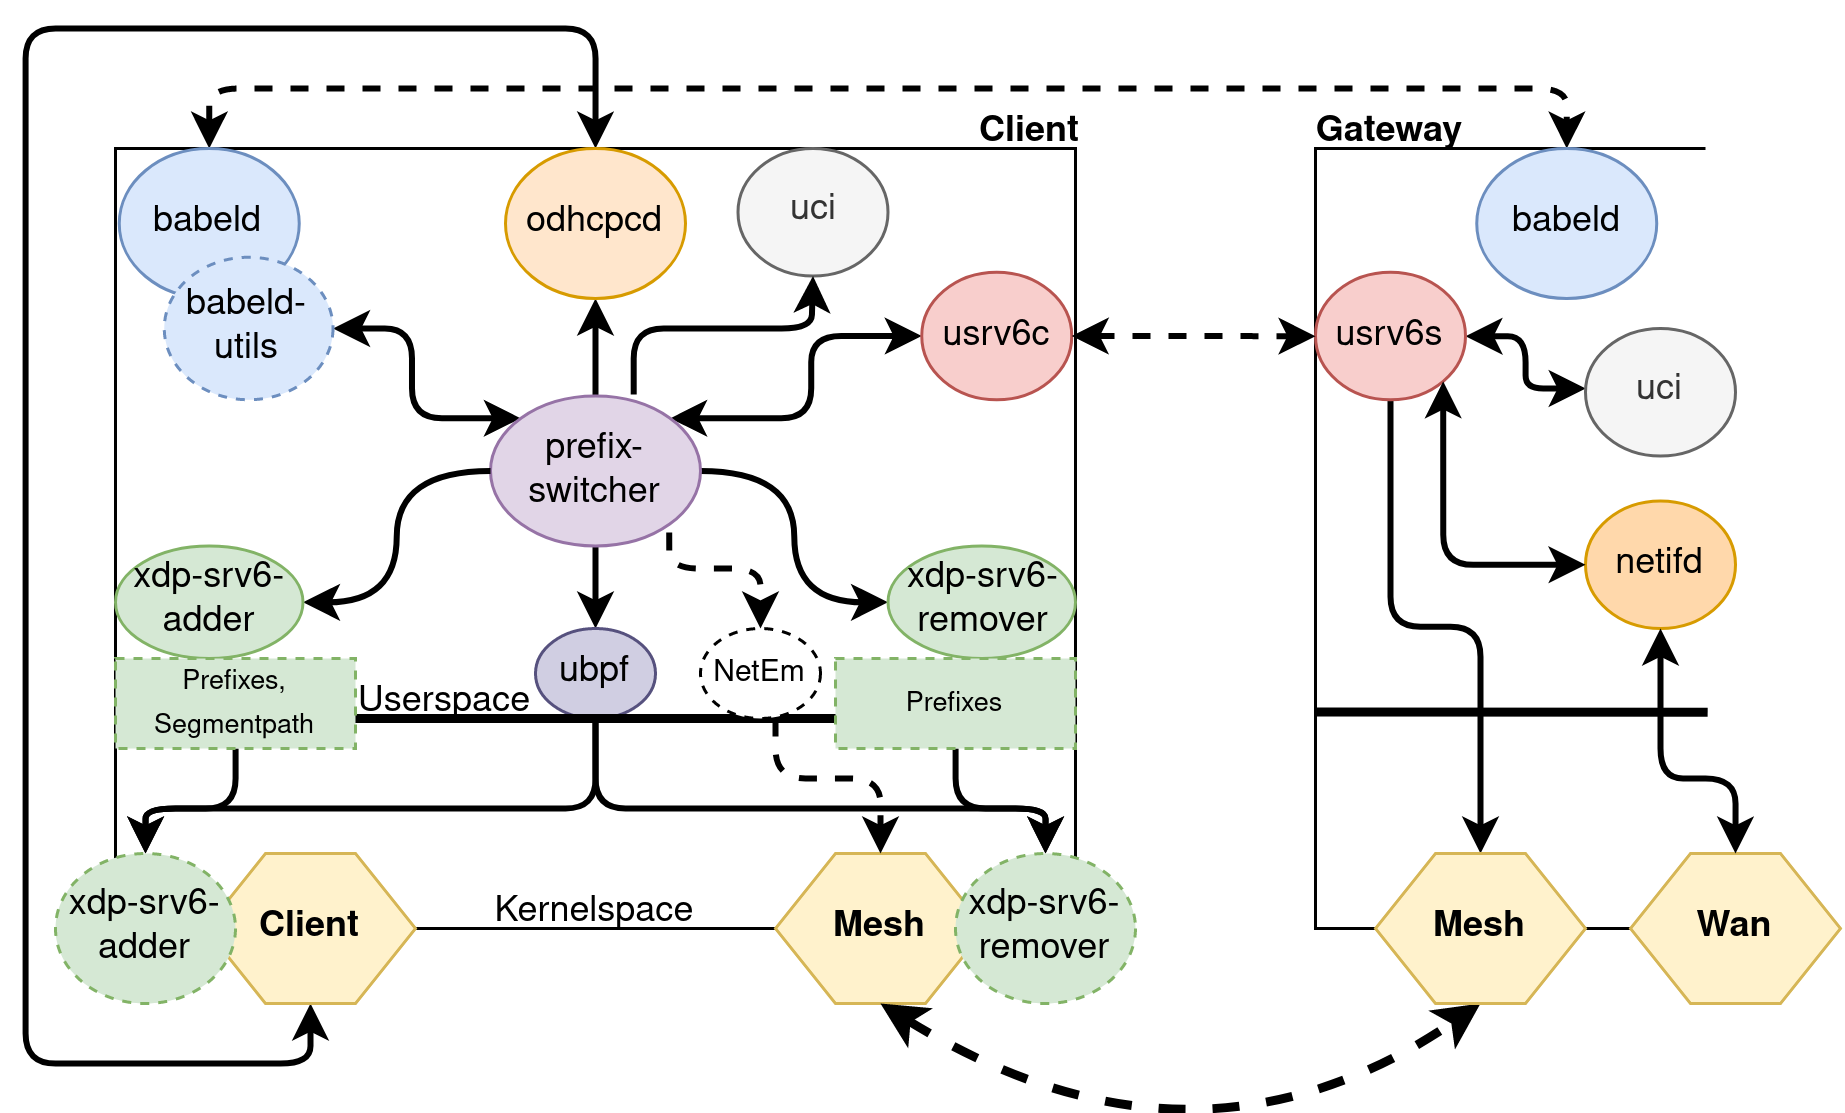 Client
Gateway
babeld
odhcpcd
uci
babeld
babeld-
utils
usrv6c
usrv6s
uci
prefix-
switcher
netifd
xdp-srv6-
adder
xdp-srv6-
remover
ubpf
NetEm
Prefixes,
Segmentpath
Userspace
Prefixes
xdp-srv6-
adder
Client
Kernelspace
Mesh
xdp-srv6-
remover
Mesh
Wan